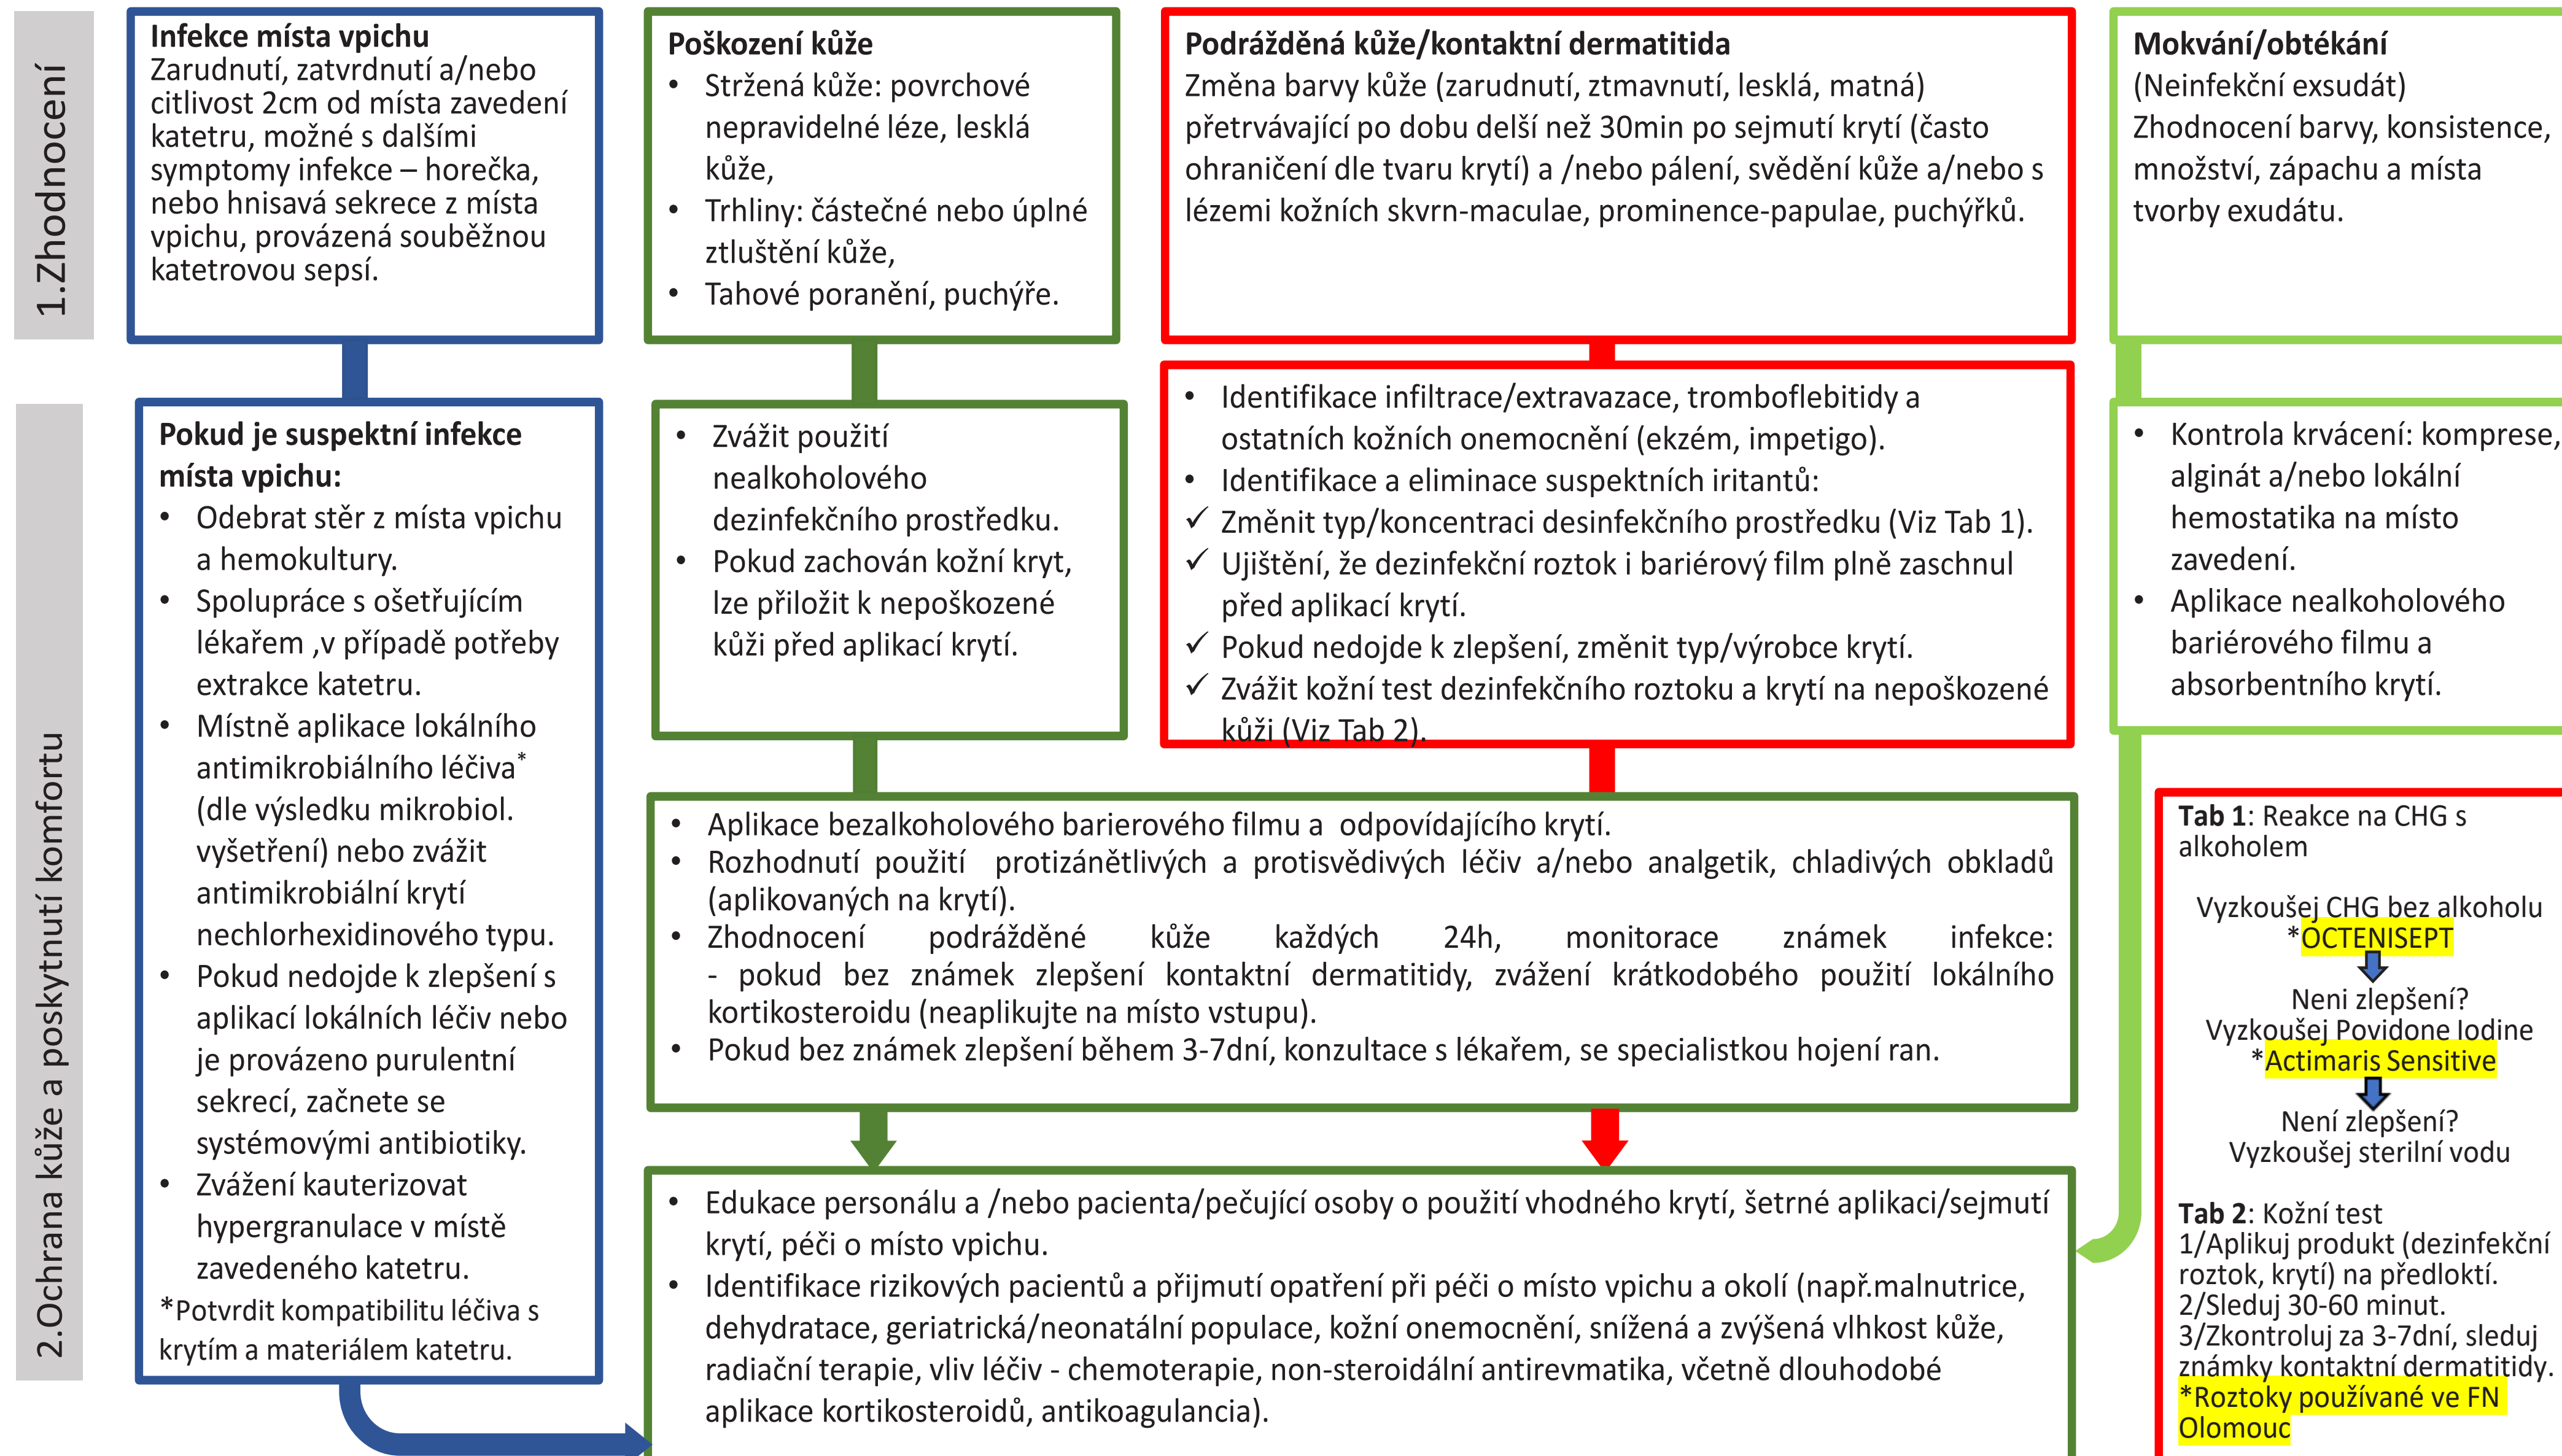 1.Zhodnocení
Infekce místa vpichu
Zarudnutí, zatvrdnutí a/nebo
citlivost 2cm od místa zavedení
katetru, možné s dalšími
symptomy infekce – horečka,
nebo hnisavá sekrece z místa
vpichu, provázená souběžnou
katetrovou sepsí.
Poškození kůže
• Stržená kůže: povrchové
nepravidelné léze, lesklá
kůže,
• Trhliny: částečné nebo úplné
ztluštění kůže,
• Tahové poranění, puchýře.
Podrážděná kůže/kontaktní dermatitida
Změna barvy kůže (zarudnutí, ztmavnutí, lesklá, matná)
přetrvávající po dobu delší než 30min po sejmutí krytí (často
ohraničení dle tvaru krytí) a /nebo pálení, svědění kůže a/nebo s
lézemi kožních skvrn-maculae, prominence-papulae, puchýřků.
Mokvání/obtékání
(Neinfekční exsudát)
Zhodnocení barvy, konsistence,
množství, zápachu a místa
tvorby exudátu.
2.Ochrana kůže a poskytnutí komfortu
Pokud je suspektní infekce
místa vpichu:
• Odebrat stěr z místa vpichu
a hemokultury.
• Spolupráce s ošetřujícím
lékařem ,v případě potřeby
extrakce katetru.
• Místně aplikace lokálního
antimikrobiálního léčiva*
(dle výsledku mikrobiol.
vyšetření) nebo zvážit
antimikrobiální krytí
nechlorhexidinového typu.
• Pokud nedojde k zlepšení s
aplikací lokálních léčiv nebo
je provázeno purulentní
sekrecí, začnete se
systémovými antibiotiky.
• Zvážení kauterizovat
hypergranulace v místě
zavedeného katetru.
*Potvrdit kompatibilitu léčiva s
krytím a materiálem katetru.
• Zvážit použití
nealkoholového
dezinfekčního prostředku.
• Pokud zachován kožní kryt,
lze přiložit k nepoškozené
kůži před aplikací krytí.
• Identifikace infiltrace/extravazace, tromboflebitidy a
ostatních kožních onemocnění (ekzém, impetigo).
• Identifikace a eliminace suspektních iritantů:
✓ Změnit typ/koncentraci desinfekčního prostředku (Viz Tab 1).
✓ Ujištění, že dezinfekční roztok i bariérový film plně zaschnul
před aplikací krytí.
✓ Pokud nedojde k zlepšení, změnit typ/výrobce krytí.
✓ Zvážit kožní test dezinfekčního roztoku a krytí na nepoškozené
kůži (Viz Tab 2).
• Kontrola krvácení: komprese,
alginát a/nebo lokální
hemostatika na místo
zavedení.
• Aplikace nealkoholového
bariérového filmu a
absorbentního krytí.
• Aplikace bezalkoholového barierového filmu a odpovídajícího krytí.
• Rozhodnutí použití protizánětlivých a protisvědivých léčiv a/nebo analgetik, chladivých obkladů
(aplikovaných na krytí).
• Zhodnocení podrážděné kůže každých 24h, monitorace známek infekce:
- pokud bez známek zlepšení kontaktní dermatitidy, zvážení krátkodobého použití lokálního
kortikosteroidu (neaplikujte na místo vstupu).
• Pokud bez známek zlepšení během 3-7dní, konzultace s lékařem, se specialistkou hojení ran.
• Edukace personálu a /nebo pacienta/pečující osoby o použití vhodného krytí, šetrné aplikaci/sejmutí
krytí, péči o místo vpichu.
• Identifikace rizikových pacientů a přijmutí opatření při péči o místo vpichu a okolí (např.malnutrice,
dehydratace, geriatrická/neonatální populace, kožní onemocnění, snížená a zvýšená vlhkost kůže,
radiační terapie, vliv léčiv - chemoterapie, non-steroidální antirevmatika, včetně dlouhodobé
aplikace kortikosteroidů, antikoagulancia).
Tab 1: Reakce na CHG s
alkoholem
Vyzkoušej CHG bez alkoholu
*OCTENISEPT
Neni zlepšení?
Vyzkoušej Povidone Iodine
*Actimaris Sensitive
Není zlepšení?
Vyzkoušej sterilní vodu
Tab 2: Kožní test
1/Aplikuj produkt (dezinfekční
roztok, krytí) na předloktí.
2/Sleduj 30-60 minut.
3/Zkontroluj za 3-7dní, sleduj
známky kontaktní dermatitidy.
*Roztoky používané ve FN
Olomouc